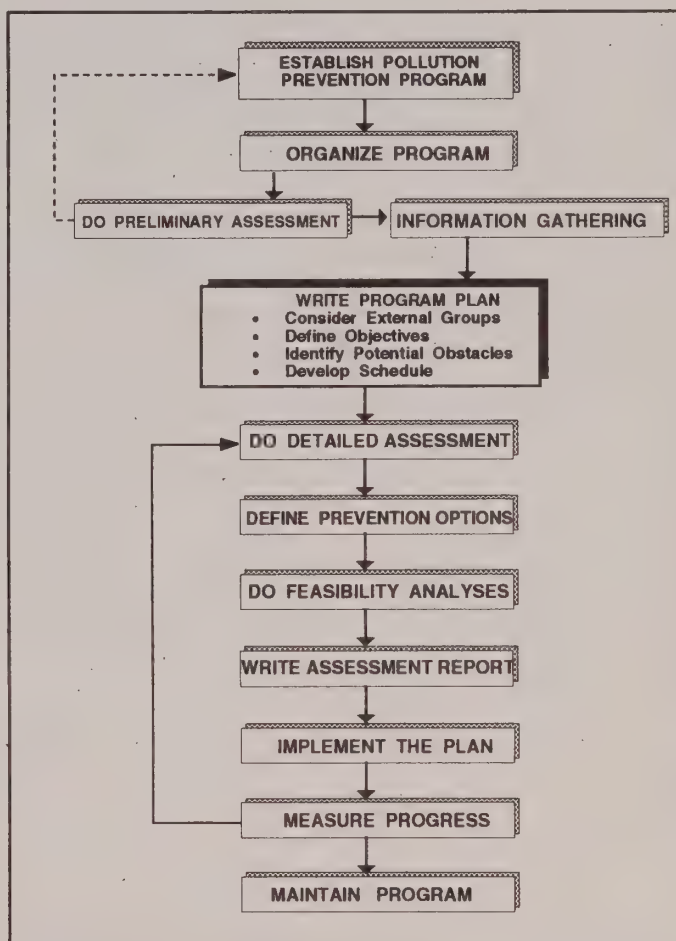 ESTABLISH POLLUTION
PREVENTION PROGRAM
ORGANIZE PROGRAM
DO PRELIMINARY ASSESSMENT
INFORMATION GATHERING
WRITE PROGRAM PLAN
• Consider External Groups
• Define Objectives
• Identify Potential Obstacles
• Develop Schedule
DO DETAILED ASSESSMENT
DEFINE PREVENTION OPTIONS
DO FEASIBILITY ANALYSES
WRITE ASSESSMENT REPORT
IMPLEMENT THE PLAN
MEASURE PROGRESS
MAINTAIN PROGRAM